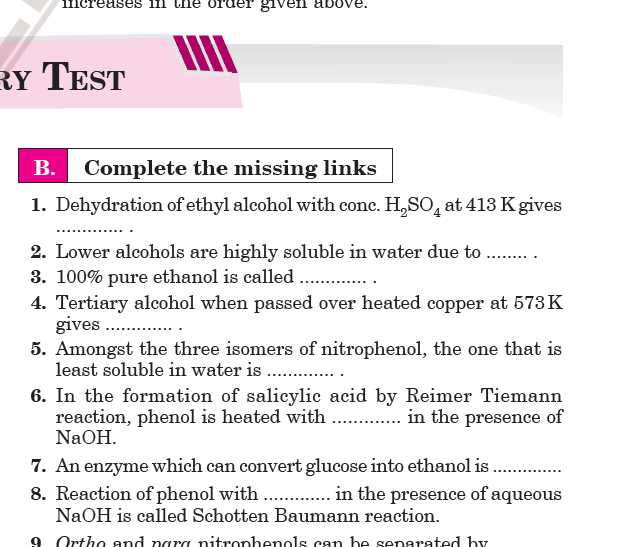 increases in the order given above.
RY TEST
B. Complete the missing links
1. Dehydration of ethyl alcohol with conc. H₂SO₄ at 413 K gives
............. .
2. Lower alcohols are highly soluble in water due to ........ .
3. 100% pure ethanol is called ............. .
4. Tertiary alcohol when passed over heated copper at 573 K
gives ............. .
5. Amongst the three isomers of nitrophenol, the one that is
least soluble in water is ............. .
6. In the formation of salicylic acid by Reimer Tiemann
reaction, phenol is heated with ............. in the presence of
NaOH.
7. An enzyme which can convert glucose into ethanol is ..............
8. Reaction of phenol with ............. in the presence of aqueous
NaOH is called Schotten Baumann reaction.
9. Ortho and para nitrophenols can be separated by